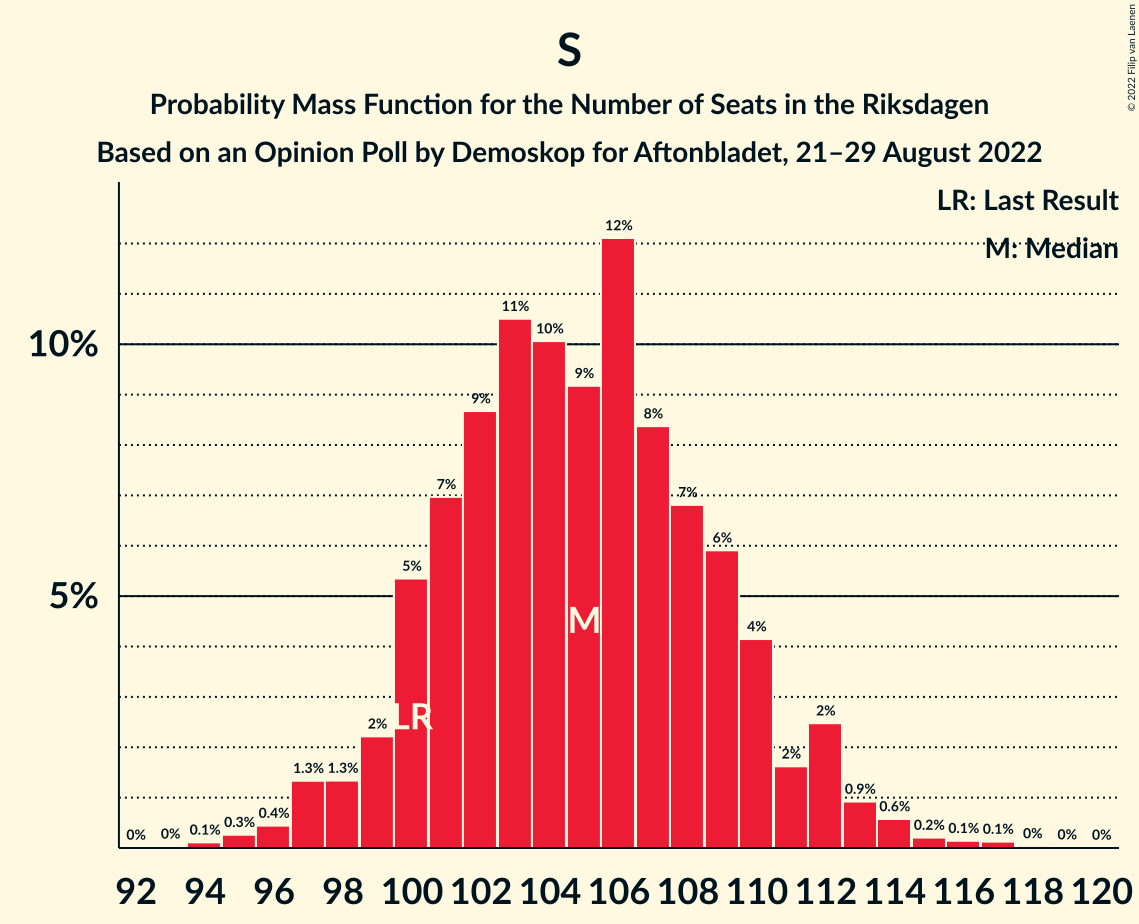 © 2022 Filip van Laenen
S
Probability Mass Function for the Number of Seats in the Riksdagen
Based on an Opinion Poll by Demoskop for Aftonbladet, 21–29 August 2022
LR: Last Result
M: Median
10%
5%
0% 0% 0.1% 0.3% 0.4% 1.3% 1.3% 2% 5% 7% 9% 11% 10% 9% 12% 8% 7% 6% 4% 2% 2% 0.9% 0.6% 0.2% 0.1% 0.1% 0% 0% 0%
M
LR
92 94 96 98 100 102 104 106 108 110 112 114 116 118 120